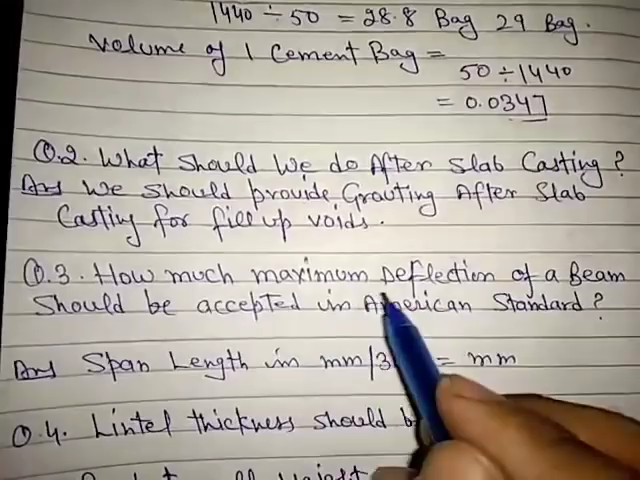 1440 ÷ 50 = 28.8 Bag 29 Bag.
Volume of 1 Cement Bag =
50 ÷ 1440
= 0.0347
Q.2. What should we do After slab Casting?
Ans We should provide Grouting After Slab
Casting for fill up voids.
Q.3. How much maximum Deflection of a Beam
should be accepted in American Standard?
Ans Span Length in mm/3 = mm
Q.4. Lintel thickness should